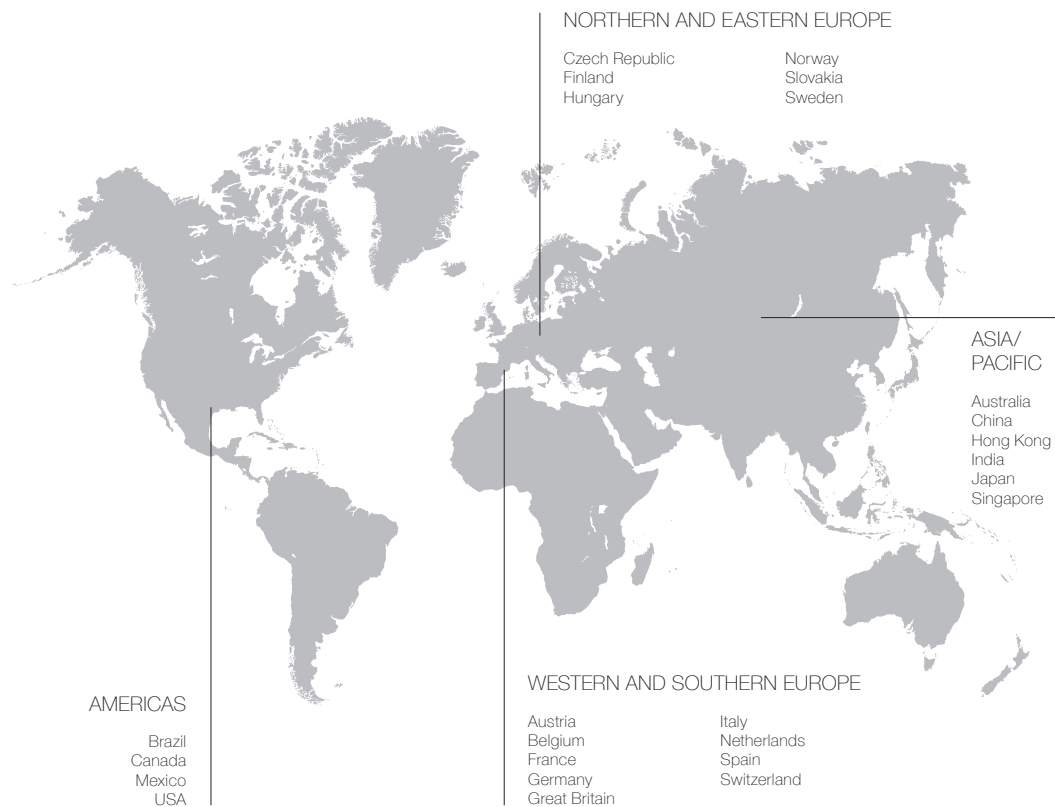 NORTHERN AND EASTERN EUROPE
Czech Republic
Finland
Hungary
Norway
Slovakia
Sweden
ASIA/
PACIFIC
Australia
China
Hong Kong
India
Japan
Singapore
AMERICAS
Brazil
Canada
Mexico
USA
WESTERN AND SOUTHERN EUROPE
Austria
Belgium
France
Germany
Great Britain
Italy
Netherlands
Spain
Switzerland